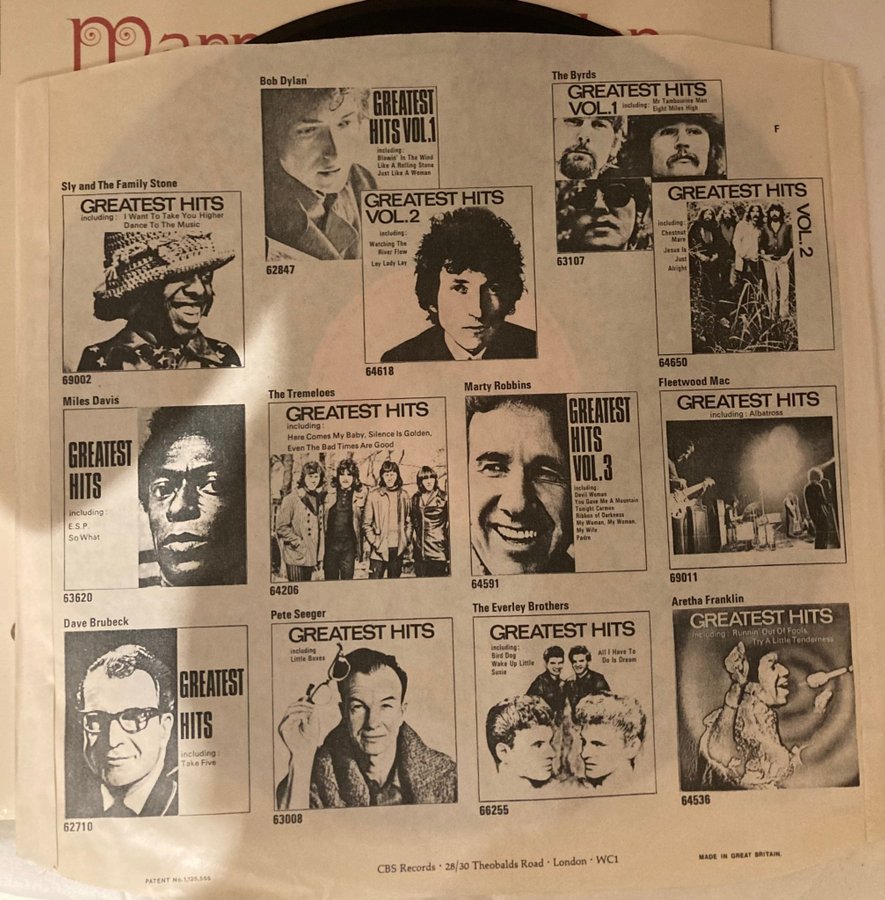 Bob Dylan
GREATEST
HITS VOL.1
including:
Blowin' In The Wind
Like A Rolling Stone
Just Like A Woman
62847
GREATEST HITS
VOL.2
including:
Watching The
River Flow
Lay Lady Lay
64618
The Byrds
GREATEST HITS
VOL.1 including: Mr Tambourine Man
Eight Miles High
63107
F
GREATEST HITS
VOL.2
including:
Chestnut
Mare
Jesus Is
Just
Alright
64650
Sly and The Family Stone
GREATEST HITS
including: I Want To Take You Higher
Dance To The Music
69002
Miles Davis
GREATEST
HITS
including:
E.S.P.
So What
63620
The Tremeloes
GREATEST HITS
including:
Here Comes My Baby, Silence Is Golden,
Even The Bad Times Are Good
64206
Marty Robbins
GREATEST
HITS
VOL.3
including:
Devil Woman
You Gave Me A Mountain
Tonight Carmen
Ribbon of Darkness
My Woman, My Woman,
My Wife
Padre
64591
Fleetwood Mac
GREATEST HITS
including: Albatross
69011
Dave Brubeck
GREATEST
HITS
including:
Take Five
62710
Pete Seeger
GREATEST HITS
including
Little Boxes
63008
The Everley Brothers
GREATEST HITS
including:
Bird Dog
Wake Up Little
Susie
All I Have To
Do Is Dream
66255
Aretha Franklin
GREATEST HITS
including: Runnin' Out Of Fools,
Try A Little Tenderness
64536
CBS Records · 28/30 Theobalds Road · London · WC1
MADE IN GREAT BRITAIN.
PATENT No.1,125,555